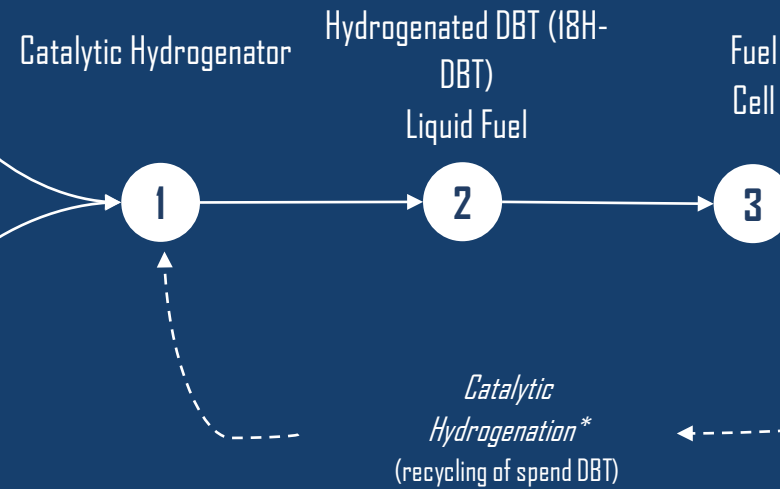 Catalytic Hydrogenator
Hydrogenated DBT (18H-
DBT)
Liquid Fuel
Fuel
Cell
1
2
3
Catalytic
Hydrogenation*
(recycling of spend DBT)